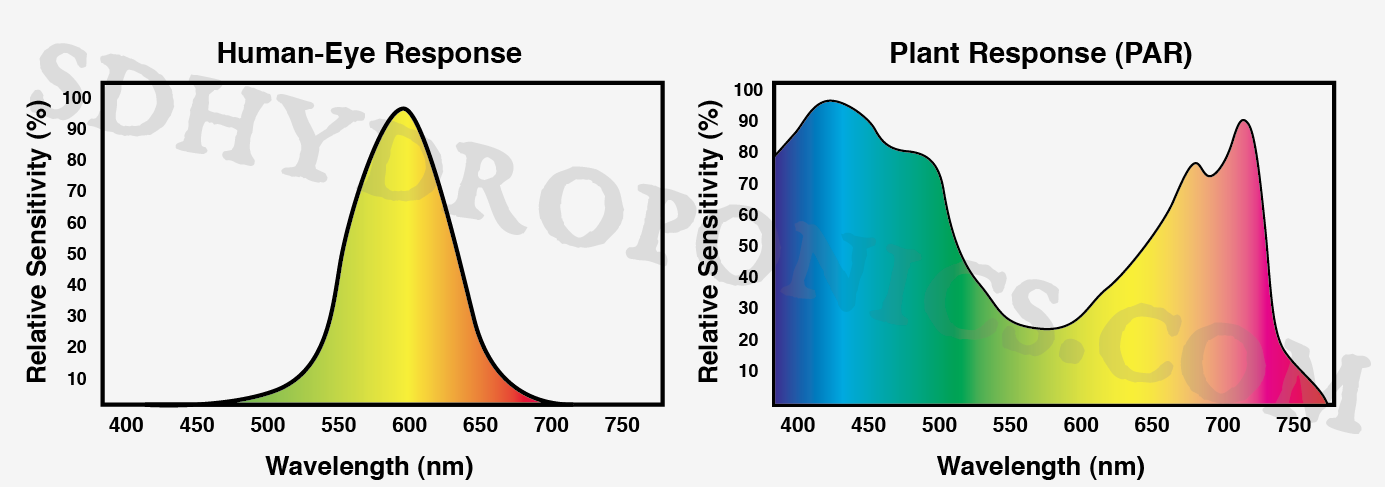 Human-Eye Response
Relative Sensitivity (%)
100
90
80
70
60
50
40
30
20
10
400 450 500 550 600 650 700 750
Wavelength (nm)
Plant Response (PAR)
Relative Sensitivity (%)
100
90
80
70
60
50
40
30
20
10
400 450 500 550 600 650 700 750
Wavelength (nm)
SDHYDROPONICS.COM